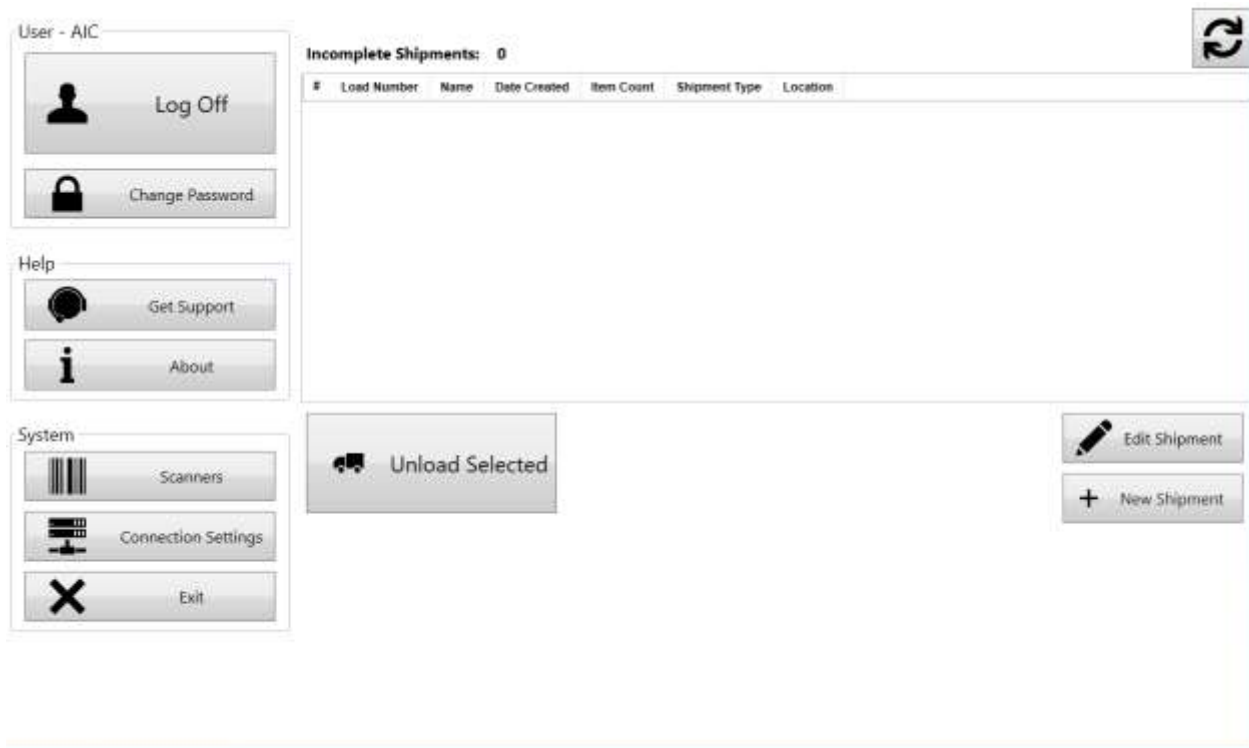 User - AIC
Log Off
Change Password
Help
Get Support
About
System
Scanners
Connection Settings
Exit
Incomplete Shipments: 0
# Load Number Name Date Created Item Count Shipment Type Location
Unload Selected
Edit Shipment
+ New Shipment